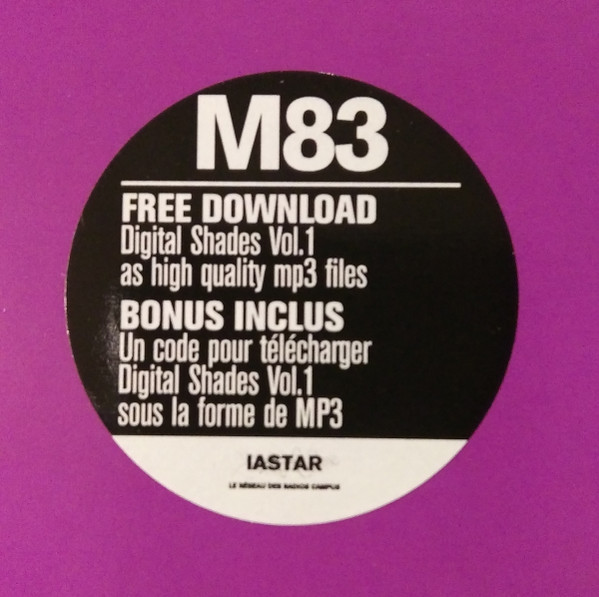 M83
FREE DOWNLOAD
Digital Shades Vol.1
as high quality mp3 files
BONUS INCLUS
Un code pour télécharger
Digital Shades Vol.1
sous la forme de MP3
IASTAR
LE RÉSEAU DES RADIOS CAMPUS